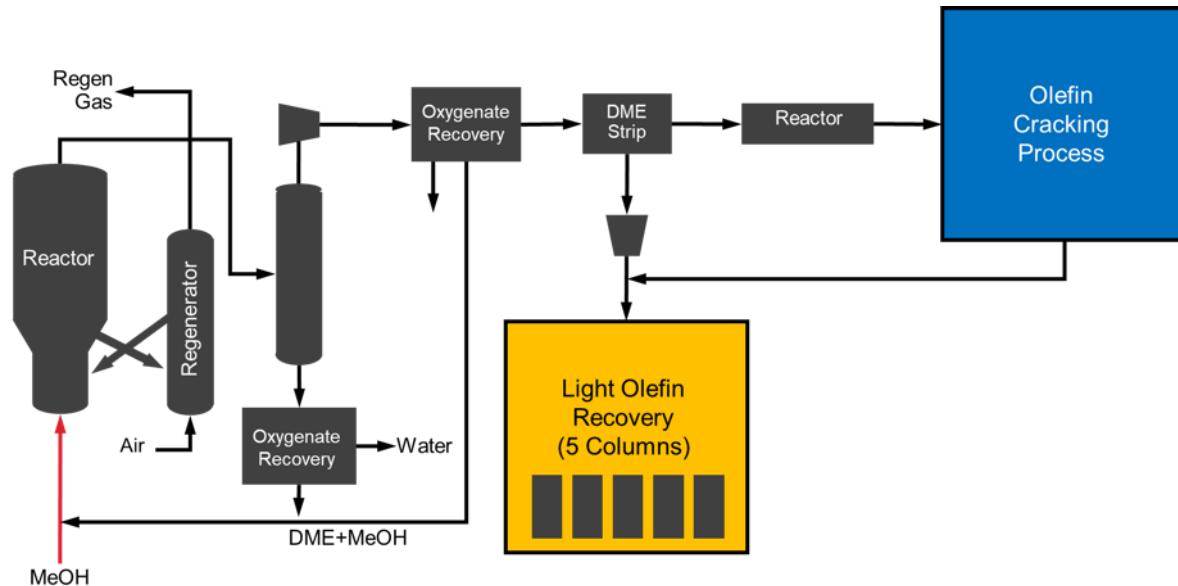 Regen
Gas
Oxygenate
Recovery
DME
Strip
Reactor
Olefin
Cracking
Process
Reactor
Regenerator
Air
Oxygenate
Recovery
Water
DME+MeOH
MeOH
Light Olefin
Recovery
(5 Columns)